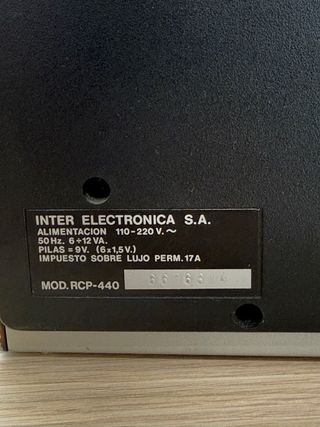 INTER ELECTRONICA S.A.
ALIMENTACION 110-220 V.~
50 Hz. 6÷12 VA.
PILAS = 9V. (6x1,5V.)
IMPUESTO SOBRE LUJO PERM. 17A
MOD. RCP-440